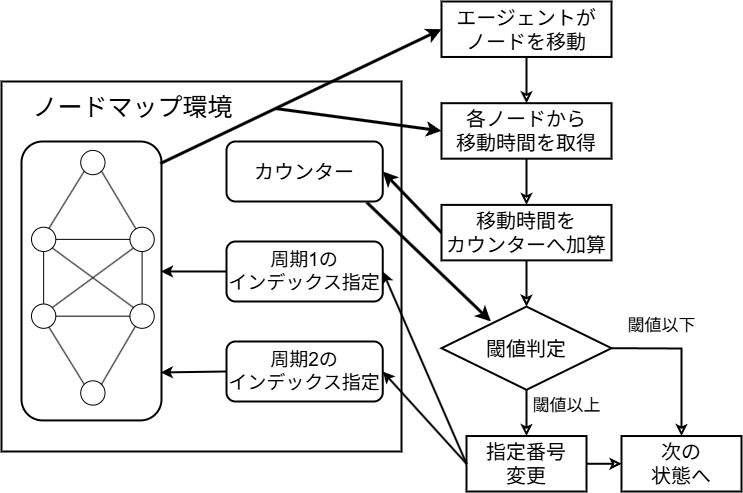 エージェントが
ノードを移動
ノードマップ環境
各ノードから
移動時間を取得
カウンター
移動時間を
カウンターへ加算
周期1の
インデックス指定
閾値判定
閾値以下
周期2の
インデックス指定
閾値以上
指定番号
変更
次の
状態へ